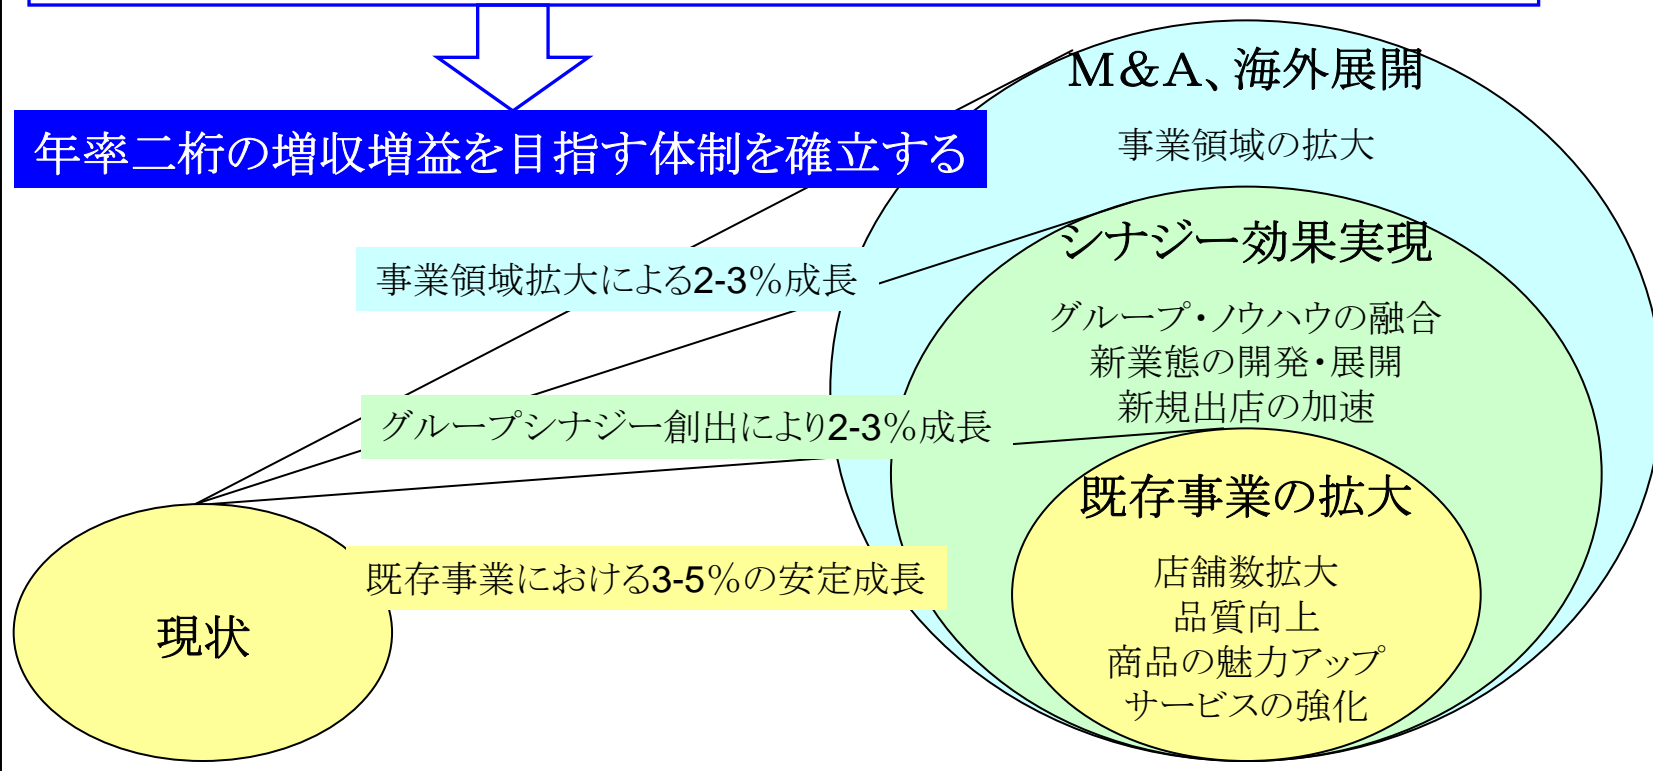 年率二桁の増収増益を目指す体制を確立する
M&A、海外展開
事業領域の拡大
シナジー効果実現
事業領域拡大による2-3%成長
グループ・ノウハウの融合
新業態の開発・展開
新規出店の加速
グループシナジー創出により2-3%成長
既存事業の拡大
既存事業における3-5%の安定成長
店舗数拡大
品質向上
商品の魅力アップ
サービスの強化
現状